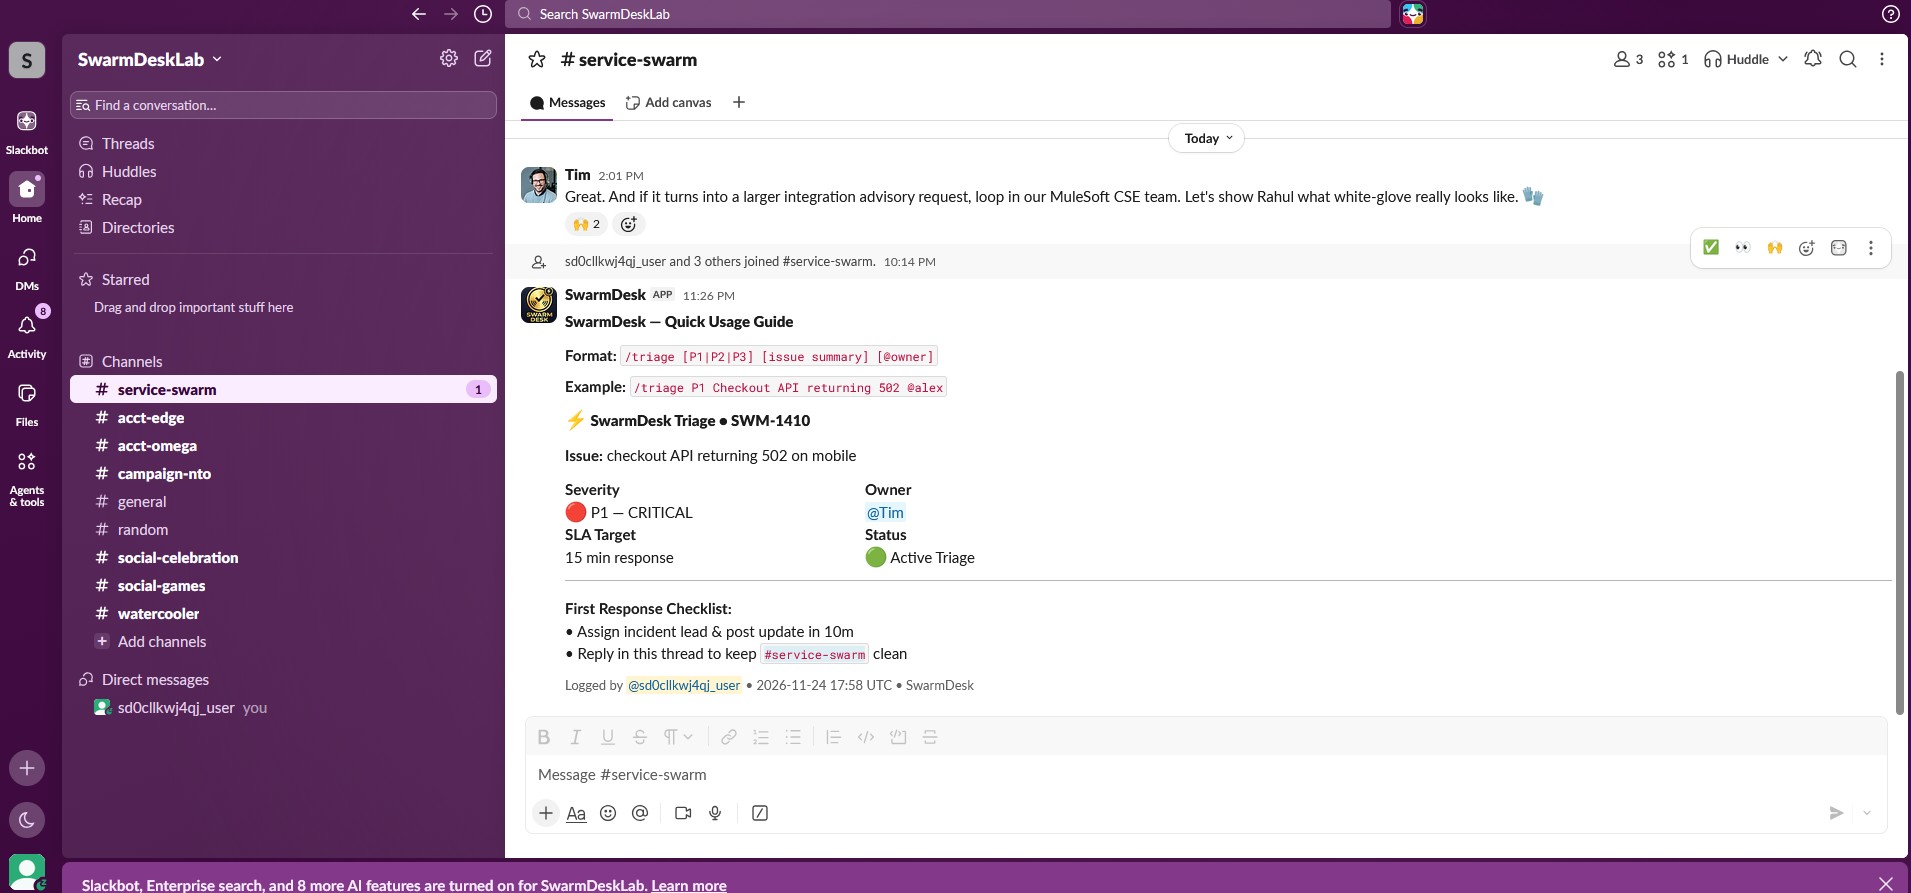 Search SwarmDeskLab
S
SwarmDeskLab
Find a conversation...
Slackbot
Home
DMs
8
Activity
Files
Agents
& tools
Threads
Huddles
Recap
Directories
Starred
Drag and drop important stuff here
Channels
# service-swarm 1
# acct-edge
# acct-omega
# campaign-nto
# general
# random
# social-celebration
# social-games
# watercooler
+ Add channels
Direct messages
sd0cllkwj4qj_user you
# service-swarm
3 1 Huddle
Messages Add canvas +
Today
Tim 2:01 PM
Great. And if it turns into a larger integration advisory request, loop in our MuleSoft CSE team. Let's show Rahul what white-glove really looks like. 🧤
🙌 2
sd0cllkwj4qj_user and 3 others joined #service-swarm. 10:14 PM
SWARM
DESK
SwarmDesk APP 11:26 PM
SwarmDesk — Quick Usage Guide
Format: /triage [P1|P2|P3] [issue summary] [@owner]
Example: /triage P1 Checkout API returning 502 @alex
⚡ SwarmDesk Triage • SWM-1410
Issue: checkout API returning 502 on mobile
Severity Owner
🔴 P1 — CRITICAL @Tim
SLA Target Status
15 min response 🟢 Active Triage
First Response Checklist:
• Assign incident lead & post update in 10m
• Reply in this thread to keep #service-swarm clean
Logged by @sd0cllkwj4qj_user • 2026-11-24 17:58 UTC • SwarmDesk
B I U S
Message #service-swarm
+ Aa
Slackbot, Enterprise search, and 8 more AI features are turned on for SwarmDeskLab. Learn more